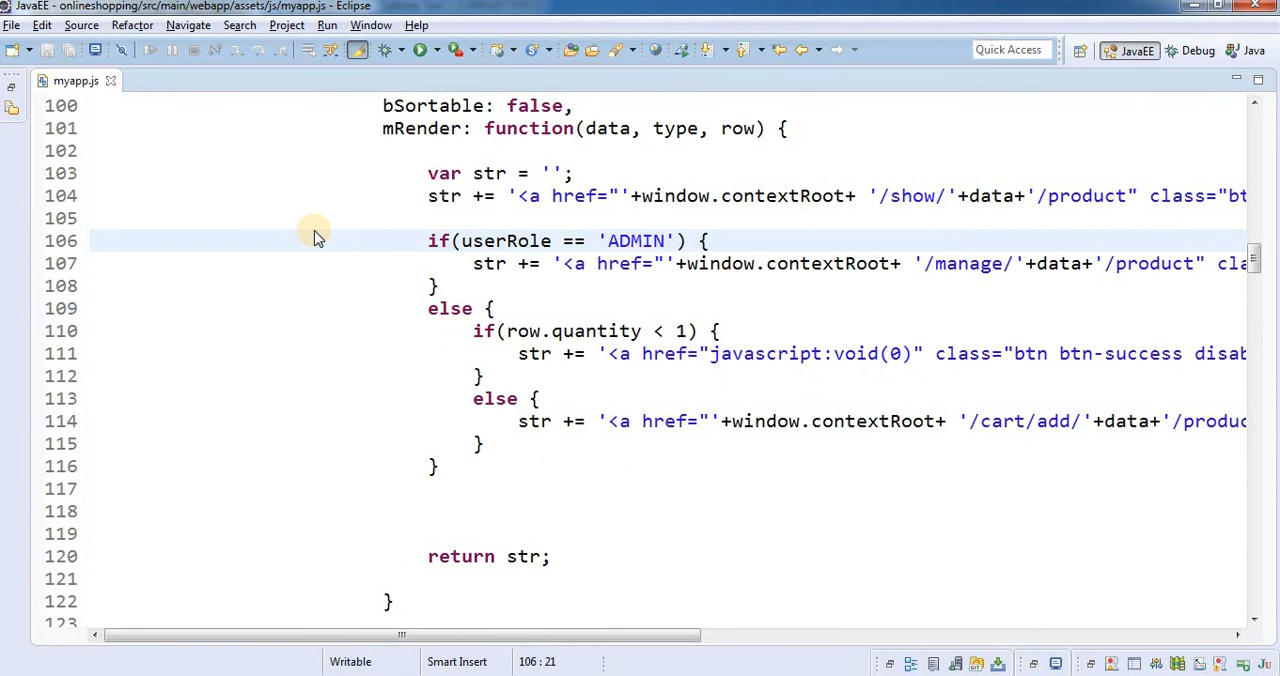 JavaEE - onlineshopping/src/main/webapp/assets/js/myapp.js - Eclipse
File Edit Source Refactor Navigate Search Project Run Window Help
Quick Access JavaEE Debug Java
myapp.js
100 bSortable: false,
101 mRender: function(data, type, row) {
102
103 var str = '';
104 str += '<a href="'+window.contextRoot+ '/show/'+data+'/product" class="bt
105
106 if(userRole == 'ADMIN') {
107 str += '<a href="'+window.contextRoot+ '/manage/'+data+'/product" cla
108 }
109 else {
110 if(row.quantity < 1) {
111 str += '<a href="javascript:void(0)" class="btn btn-success disab
112 }
113 else {
114 str += '<a href="'+window.contextRoot+ '/cart/add/'+data+'/produc
115 }
116 }
117
118
119
120 return str;
121
122 }
123
Writable Smart Insert 106 : 21